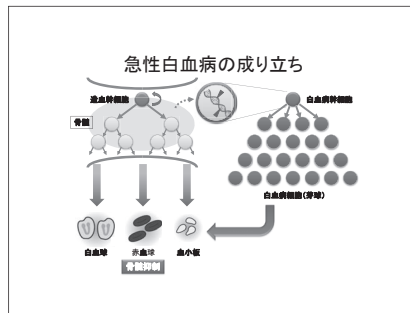 急性白血病の成り立ち
造血幹細胞
白血病幹細胞
骨髄
白血病細胞(芽球)
白血球
赤血球
血小板
骨髄抑制